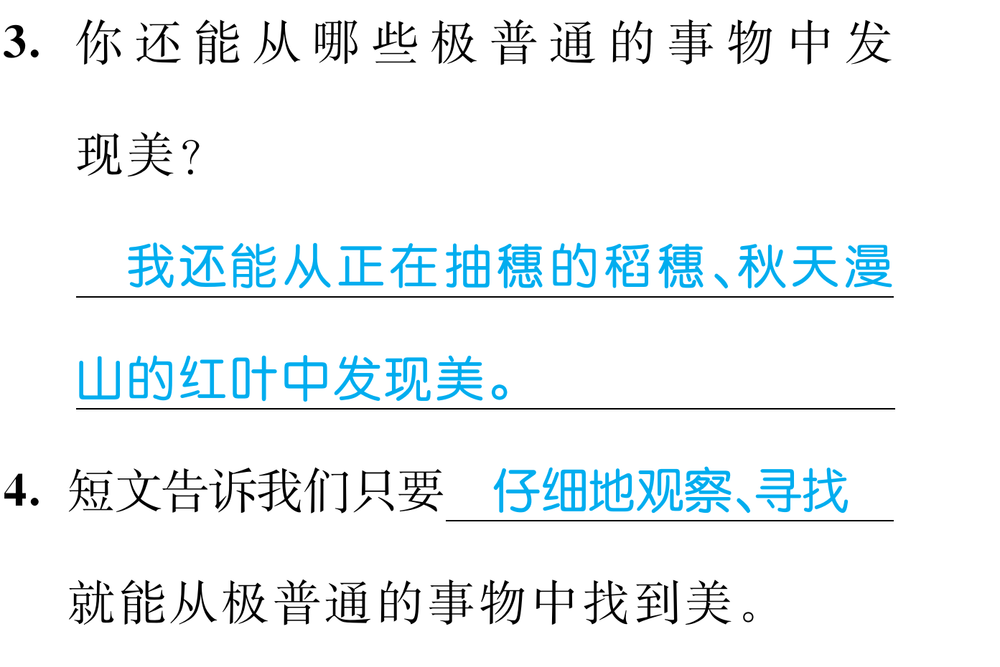 3. 你还能从哪些极普通的事物中发
现美？
我还能从正在抽穗的稻穗、秋天漫
山的红叶中发现美。
4. 短文告诉我们只要 仔细地观察、寻找
就能从极普通的事物中找到美。